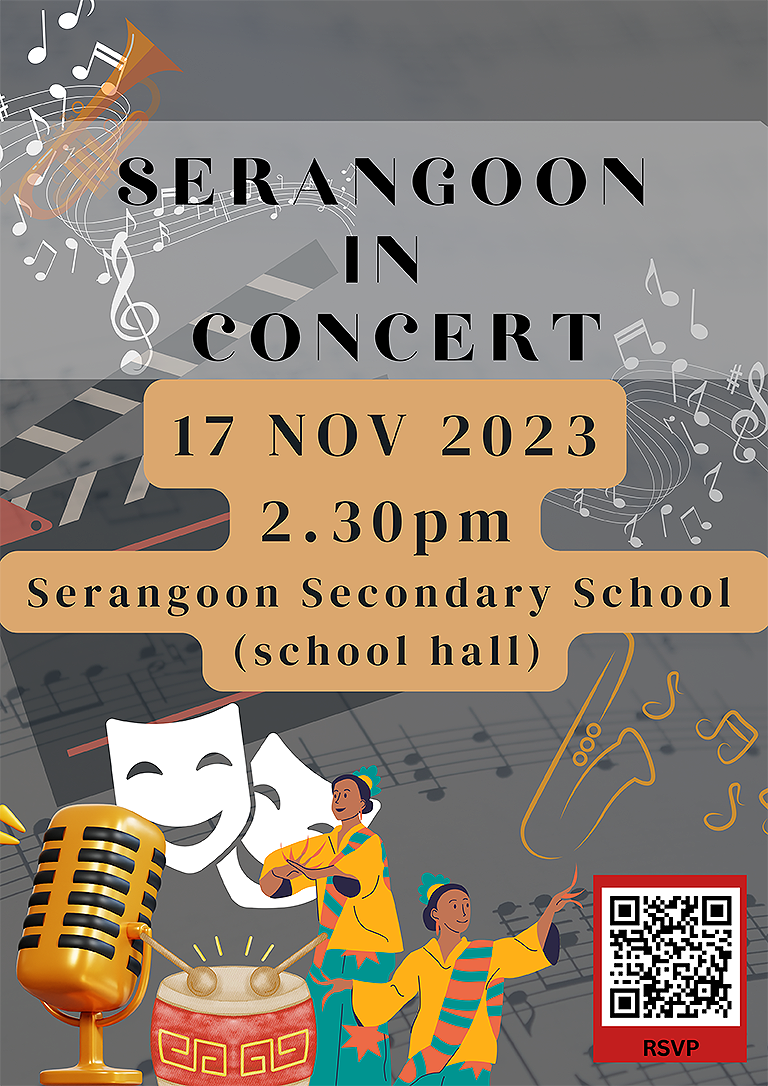 SERANGOON
IN
CONCERT
17 NOV 2023
2.30pm
Serangoon Secondary School
(school hall)
RSVP